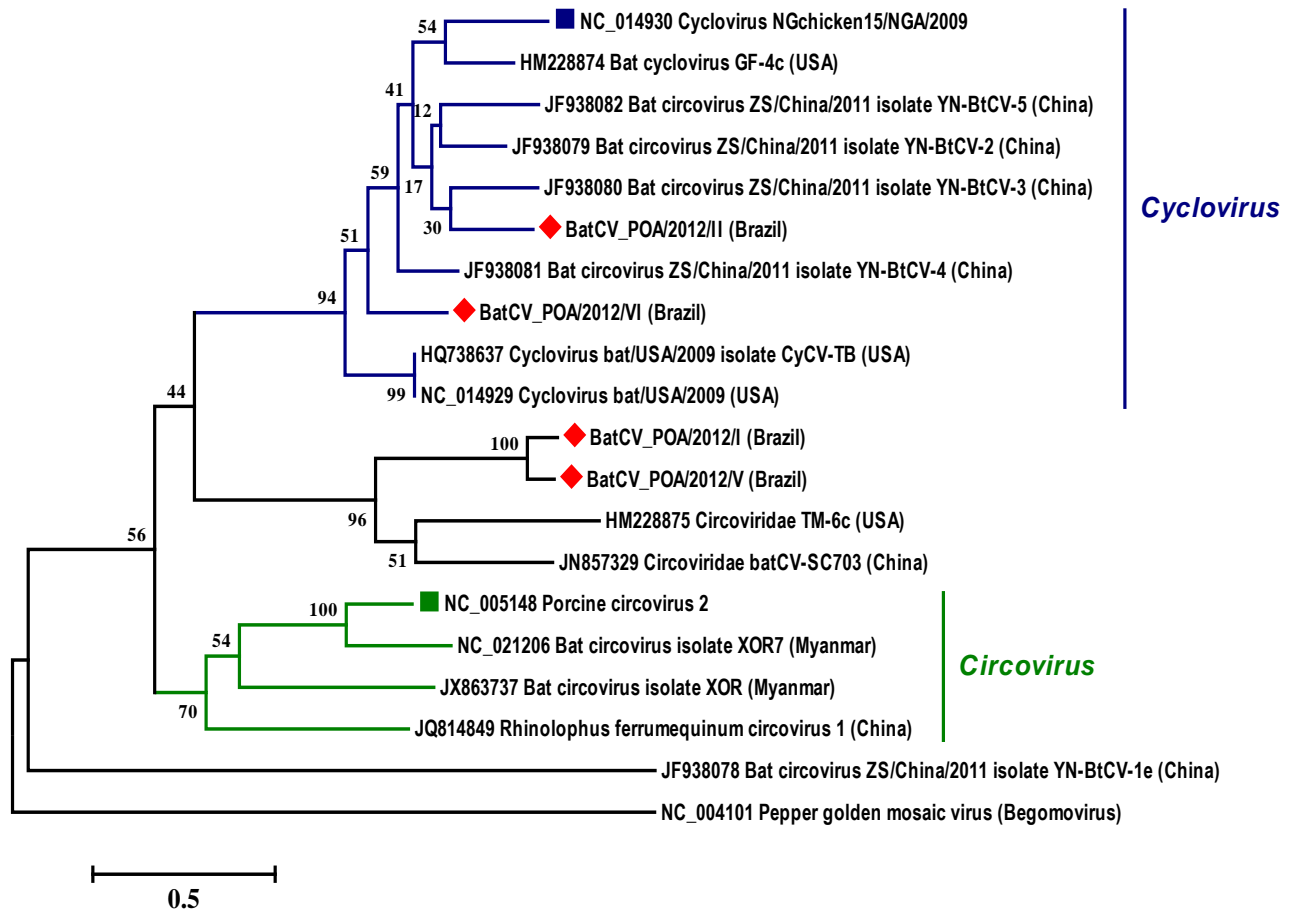 54
NC_014930 Cyclovirus NGchicken15/NGA/2009
HM228874 Bat cyclovirus GF-4c (USA)
41
12
JF938082 Bat circovirus ZS/China/2011 isolate YN-BtCV-5 (China)
JF938079 Bat circovirus ZS/China/2011 isolate YN-BtCV-2 (China)
59
17
JF938080 Bat circovirus ZS/China/2011 isolate YN-BtCV-3 (China)
Cyclovirus
30
BatCV_POA/2012/II (Brazil)
51
JF938081 Bat circovirus ZS/China/2011 isolate YN-BtCV-4 (China)
94
BatCV_POA/2012/VI (Brazil)
HQ738637 Cyclovirus bat/USA/2009 isolate CyCV-TB (USA)
99
NC_014929 Cyclovirus bat/USA/2009 (USA)
44
100
BatCV_POA/2012/I (Brazil)
BatCV_POA/2012/V (Brazil)
96
HM228875 Circoviridae TM-6c (USA)
56
51
JN857329 Circoviridae batCV-SC703 (China)
100
NC_005148 Porcine circovirus 2
54
NC_021206 Bat circovirus isolate XOR7 (Myanmar)
Circovirus
JX863737 Bat circovirus isolate XOR (Myanmar)
70
JQ814849 Rhinolophus ferrumequinum circovirus 1 (China)
JF938078 Bat circovirus ZS/China/2011 isolate YN-BtCV-1e (China)
NC_004101 Pepper golden mosaic virus (Begomovirus)
0.5